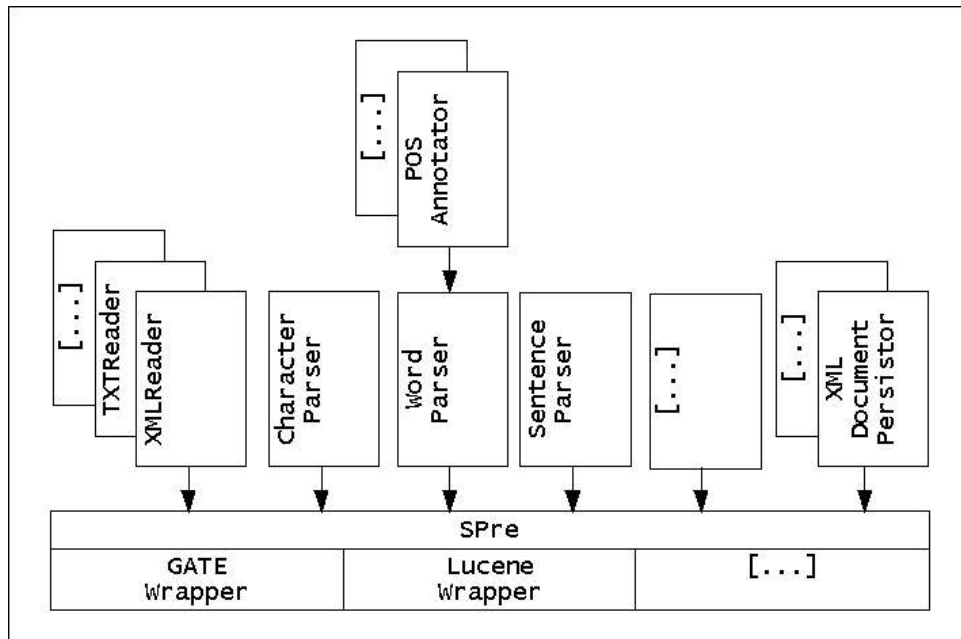 [...]
POS
Annotator
[...]
TXTReader
XMLReader
Character
Parser
Word
Parser
Sentence
Parser
[...]
[...]
XML
Document
Persistor
SPre
GATE
Wrapper
Lucene
Wrapper
[...]